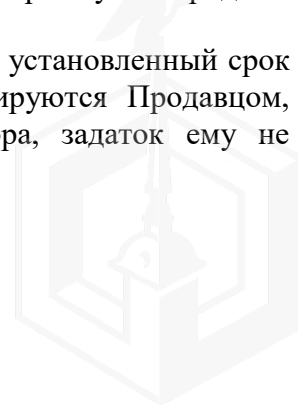 установленный срок
ируются Продавцом,
ра, задаток ему не